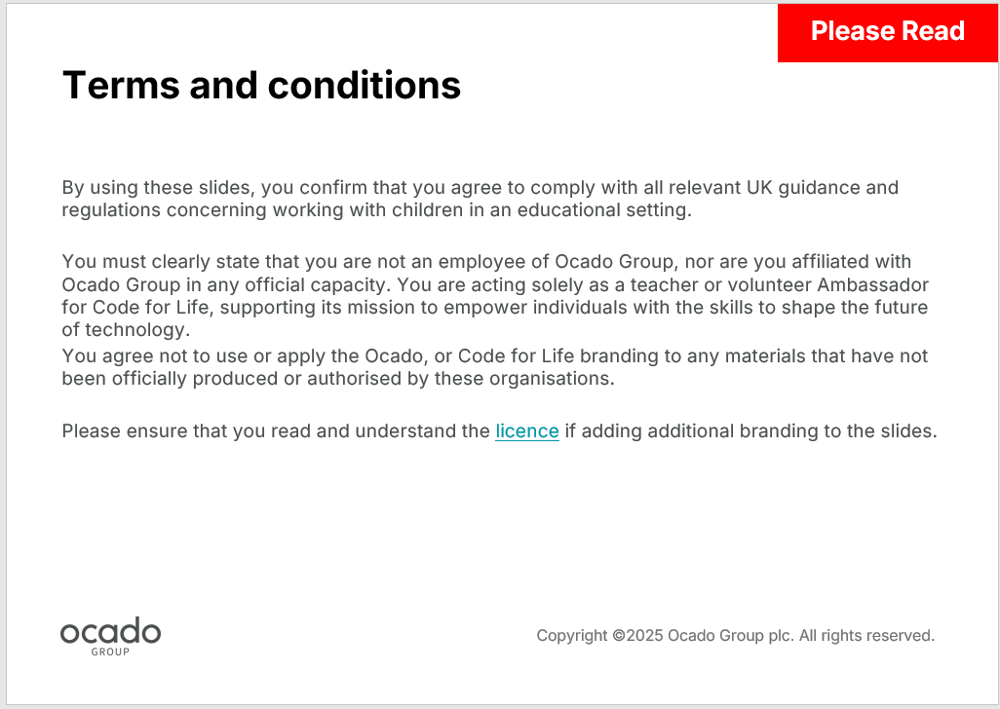 Please Read
Terms and conditions
By using these slides, you confirm that you agree to comply with all relevant UK guidance and
regulations concerning working with children in an educational setting.
You must clearly state that you are not an employee of Ocado Group, nor are you affiliated with
Ocado Group in any official capacity. You are acting solely as a teacher or volunteer Ambassador
for Code for Life, supporting its mission to empower individuals with the skills to shape the future
of technology.
You agree not to use or apply the Ocado, or Code for Life branding to any materials that have not
been officially produced or authorised by these organisations.
Please ensure that you read and understand the licence if adding additional branding to the slides.
ocado
GROUP
Copyright ©2025 Ocado Group plc. All rights reserved.